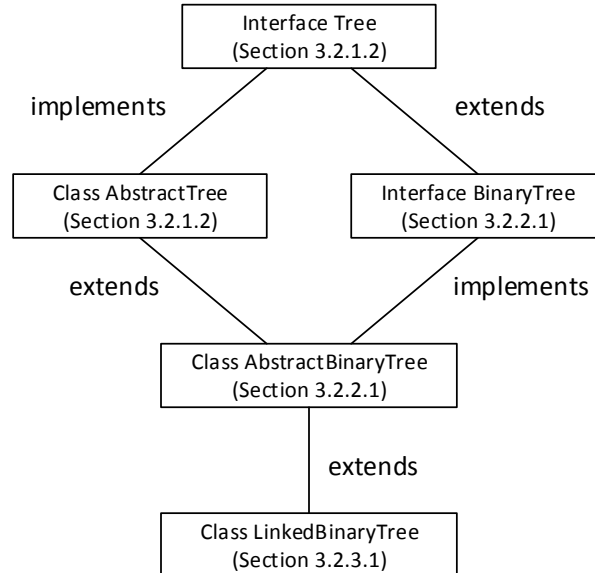 Interface Tree
(Section 3.2.1.2)
implements
extends
Class AbstractTree
(Section 3.2.1.2)
Interface BinaryTree
(Section 3.2.2.1)
extends
implements
Class AbstractBinaryTree
(Section 3.2.2.1)
extends
Class LinkedBinaryTree
(Section 3.2.3.1)